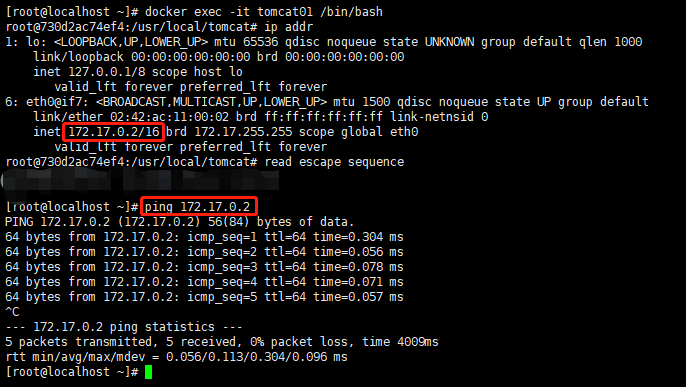 [root@localhost ~]# docker exec -it tomcat01 /bin/bash
root@730d2ac74ef4:/usr/local/tomcat# ip addr
1: lo: <LOOPBACK,UP,LOWER_UP> mtu 65536 qdisc noqueue state UNKNOWN group default qlen 1000
    link/loopback 00:00:00:00:00:00 brd 00:00:00:00:00:00
    inet 127.0.0.1/8 scope host lo
       valid_lft forever preferred_lft forever
6: eth0@if7: <BROADCAST,MULTICAST,UP,LOWER_UP> mtu 1500 qdisc noqueue state UP group default
    link/ether 02:42:ac:11:00:02 brd ff:ff:ff:ff:ff:ff link-netnsid 0
    inet 172.17.0.2/16 brd 172.17.255.255 scope global eth0
       valid_lft forever preferred_lft forever
root@730d2ac74ef4:/usr/local/tomcat# read escape sequence
[root@localhost ~]# ping 172.17.0.2
PING 172.17.0.2 (172.17.0.2) 56(84) bytes of data.
64 bytes from 172.17.0.2: icmp_seq=1 ttl=64 time=0.304 ms
64 bytes from 172.17.0.2: icmp_seq=2 ttl=64 time=0.056 ms
64 bytes from 172.17.0.2: icmp_seq=3 ttl=64 time=0.078 ms
64 bytes from 172.17.0.2: icmp_seq=4 ttl=64 time=0.071 ms
64 bytes from 172.17.0.2: icmp_seq=5 ttl=64 time=0.057 ms
^C
--- 172.17.0.2 ping statistics ---
5 packets transmitted, 5 received, 0% packet loss, time 4009ms
rtt min/avg/max/mdev = 0.056/0.113/0.304/0.096 ms
[root@localhost ~]#